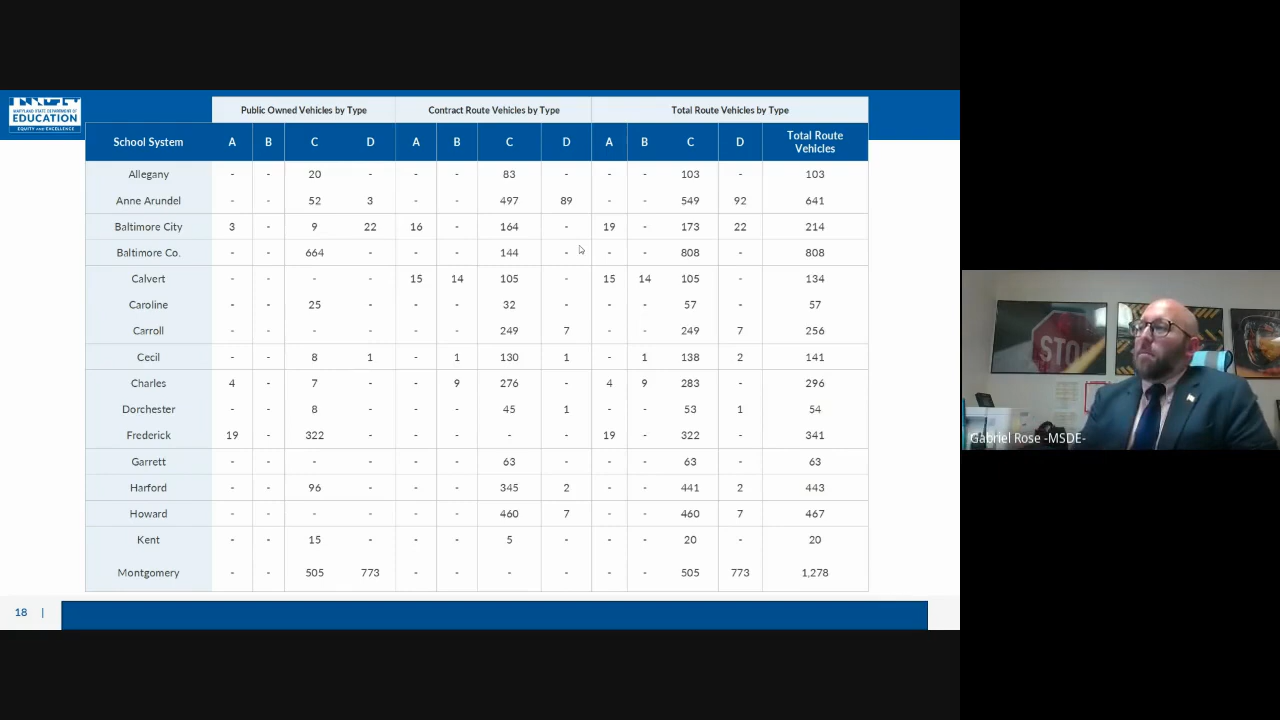 MARYLAND STATE DEPARTMENT OF
EDUCATION
EQUITY AND EXCELLENCE
Public Owned Vehicles by Type Contract Route Vehicles by Type Total Route Vehicles by Type
School System A B C D A B C D A B C D Total Route Vehicles
Allegany - - 20 - - - 83 - - - 103 - 103
Anne Arundel - - 52 3 - - 497 89 - - 549 92 641
Baltimore City 3 - 9 22 16 - 164 - 19 - 173 22 214
Baltimore Co. - - 664 - - - 144 - - - 808 - 808
Calvert - - - - 15 14 105 - 15 14 105 - 134
Caroline - - 25 - - - 32 - - - 57 - 57
Carroll - - - - - - 249 7 - - 249 7 256
Cecil - - 8 1 - 1 130 1 - 1 138 2 141
Charles 4 - 7 - - 9 276 - 4 9 283 - 296
Dorchester - - 8 - - - 45 1 - - 53 1 54
Frederick 19 - 322 - - - - - 19 - 322 - 341
Garrett - - - - - - 63 - - - 63 - 63
Harford - - 96 - - - 345 2 - - 441 2 443
Howard - - - - - - 460 7 - - 460 7 467
Kent - - 15 - - - 5 - - - 20 - 20
Montgomery - - 505 773 - - - - - - 505 773 1,278
18 |
STOP
Gabriel Rose -MSDE-